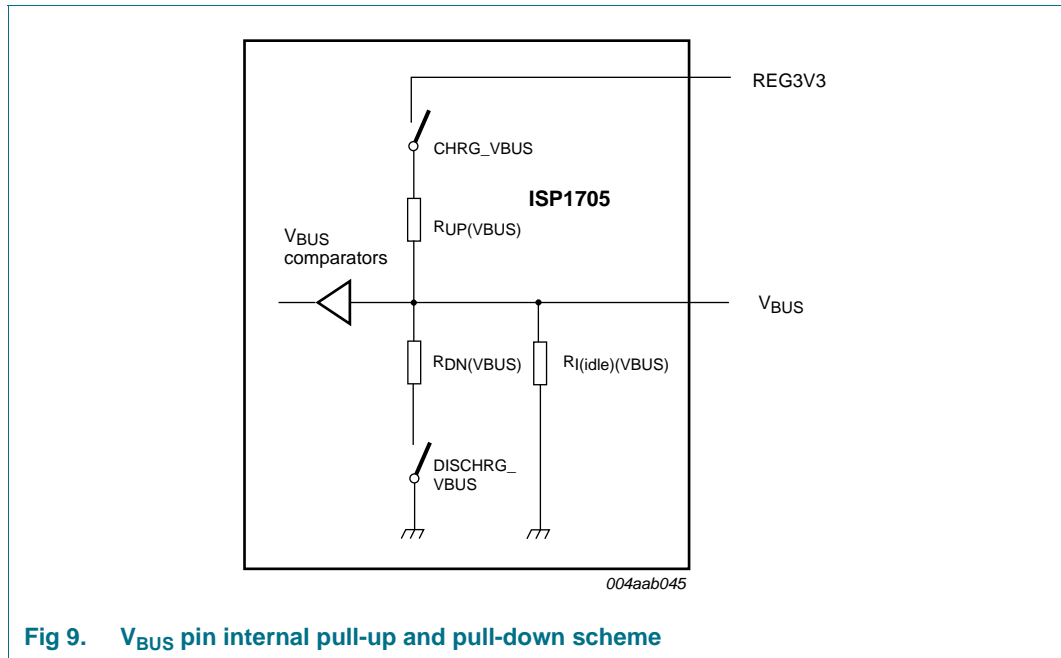 REG3V3
CHRG_VBUS
ISP1705
RUP(VBUS)
VBUS
comparators
VBUS
RDN(VBUS)
RI(idle)(VBUS)
DISCHRG_
VBUS
004aab045
Fig 9. VBUS pin internal pull-up and pull-down scheme